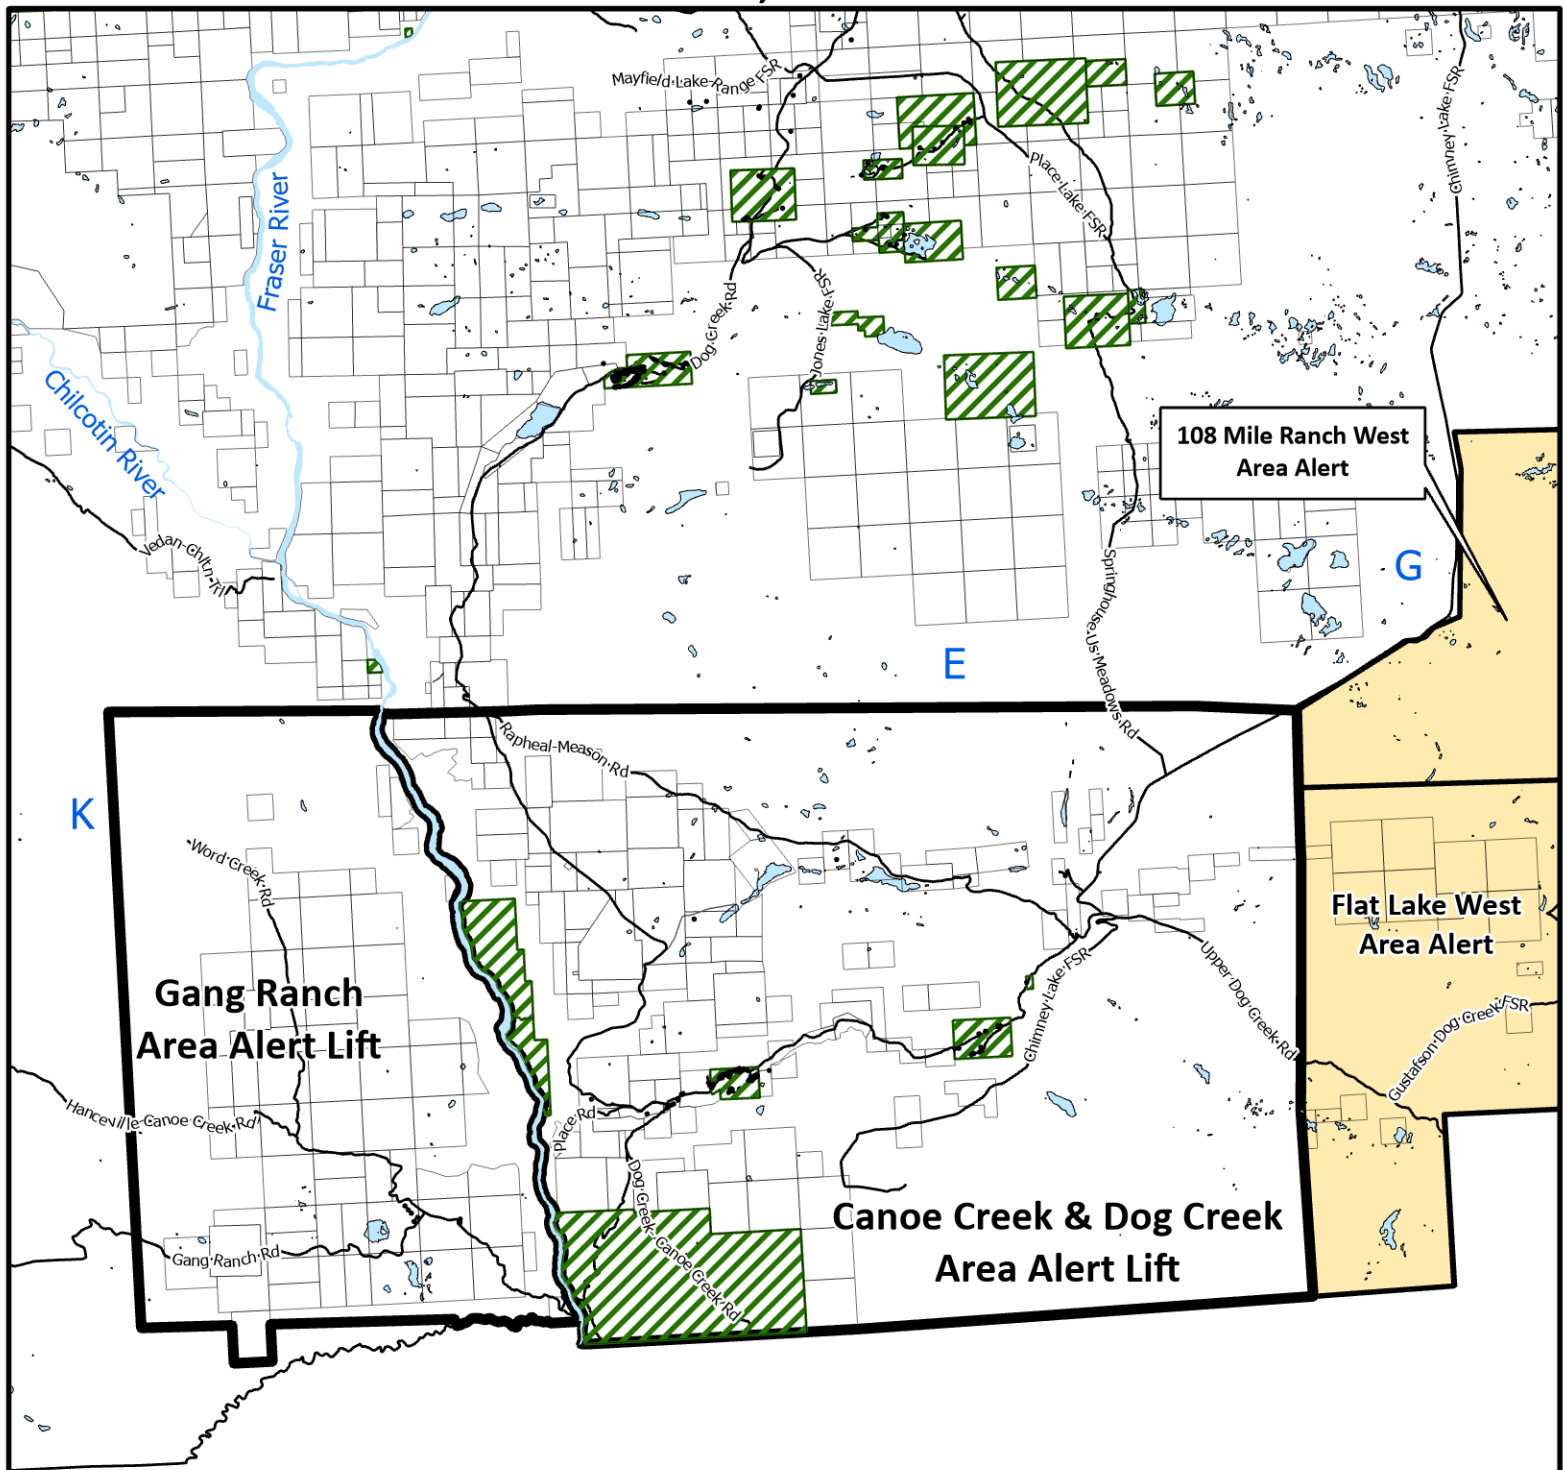 Mayfield Lake Range FSR
Chimney Lake FSR
Place Lake FSR
Fraser River
Dog Creek Rd
Jones Lake FSR
Chilcotin River
108 Mile Ranch West
Area Alert
Vedan-Chltn-Trl
G
Springhouse-Us Meadows Rd
E
Rapheal-Meason Rd
K
Word Creek Rd
Flat Lake West
Area Alert
Upper Dog Creek Rd
Gang Ranch
Area Alert Lift
Chimney Lake FSR
Gustafson Dog Creek FSR
Hanceville-Canoe Creek Rd
Place Rd
Dog Creek-Canoe Creek Rd
Canoe Creek & Dog Creek
Area Alert Lift
Gang Ranch Rd